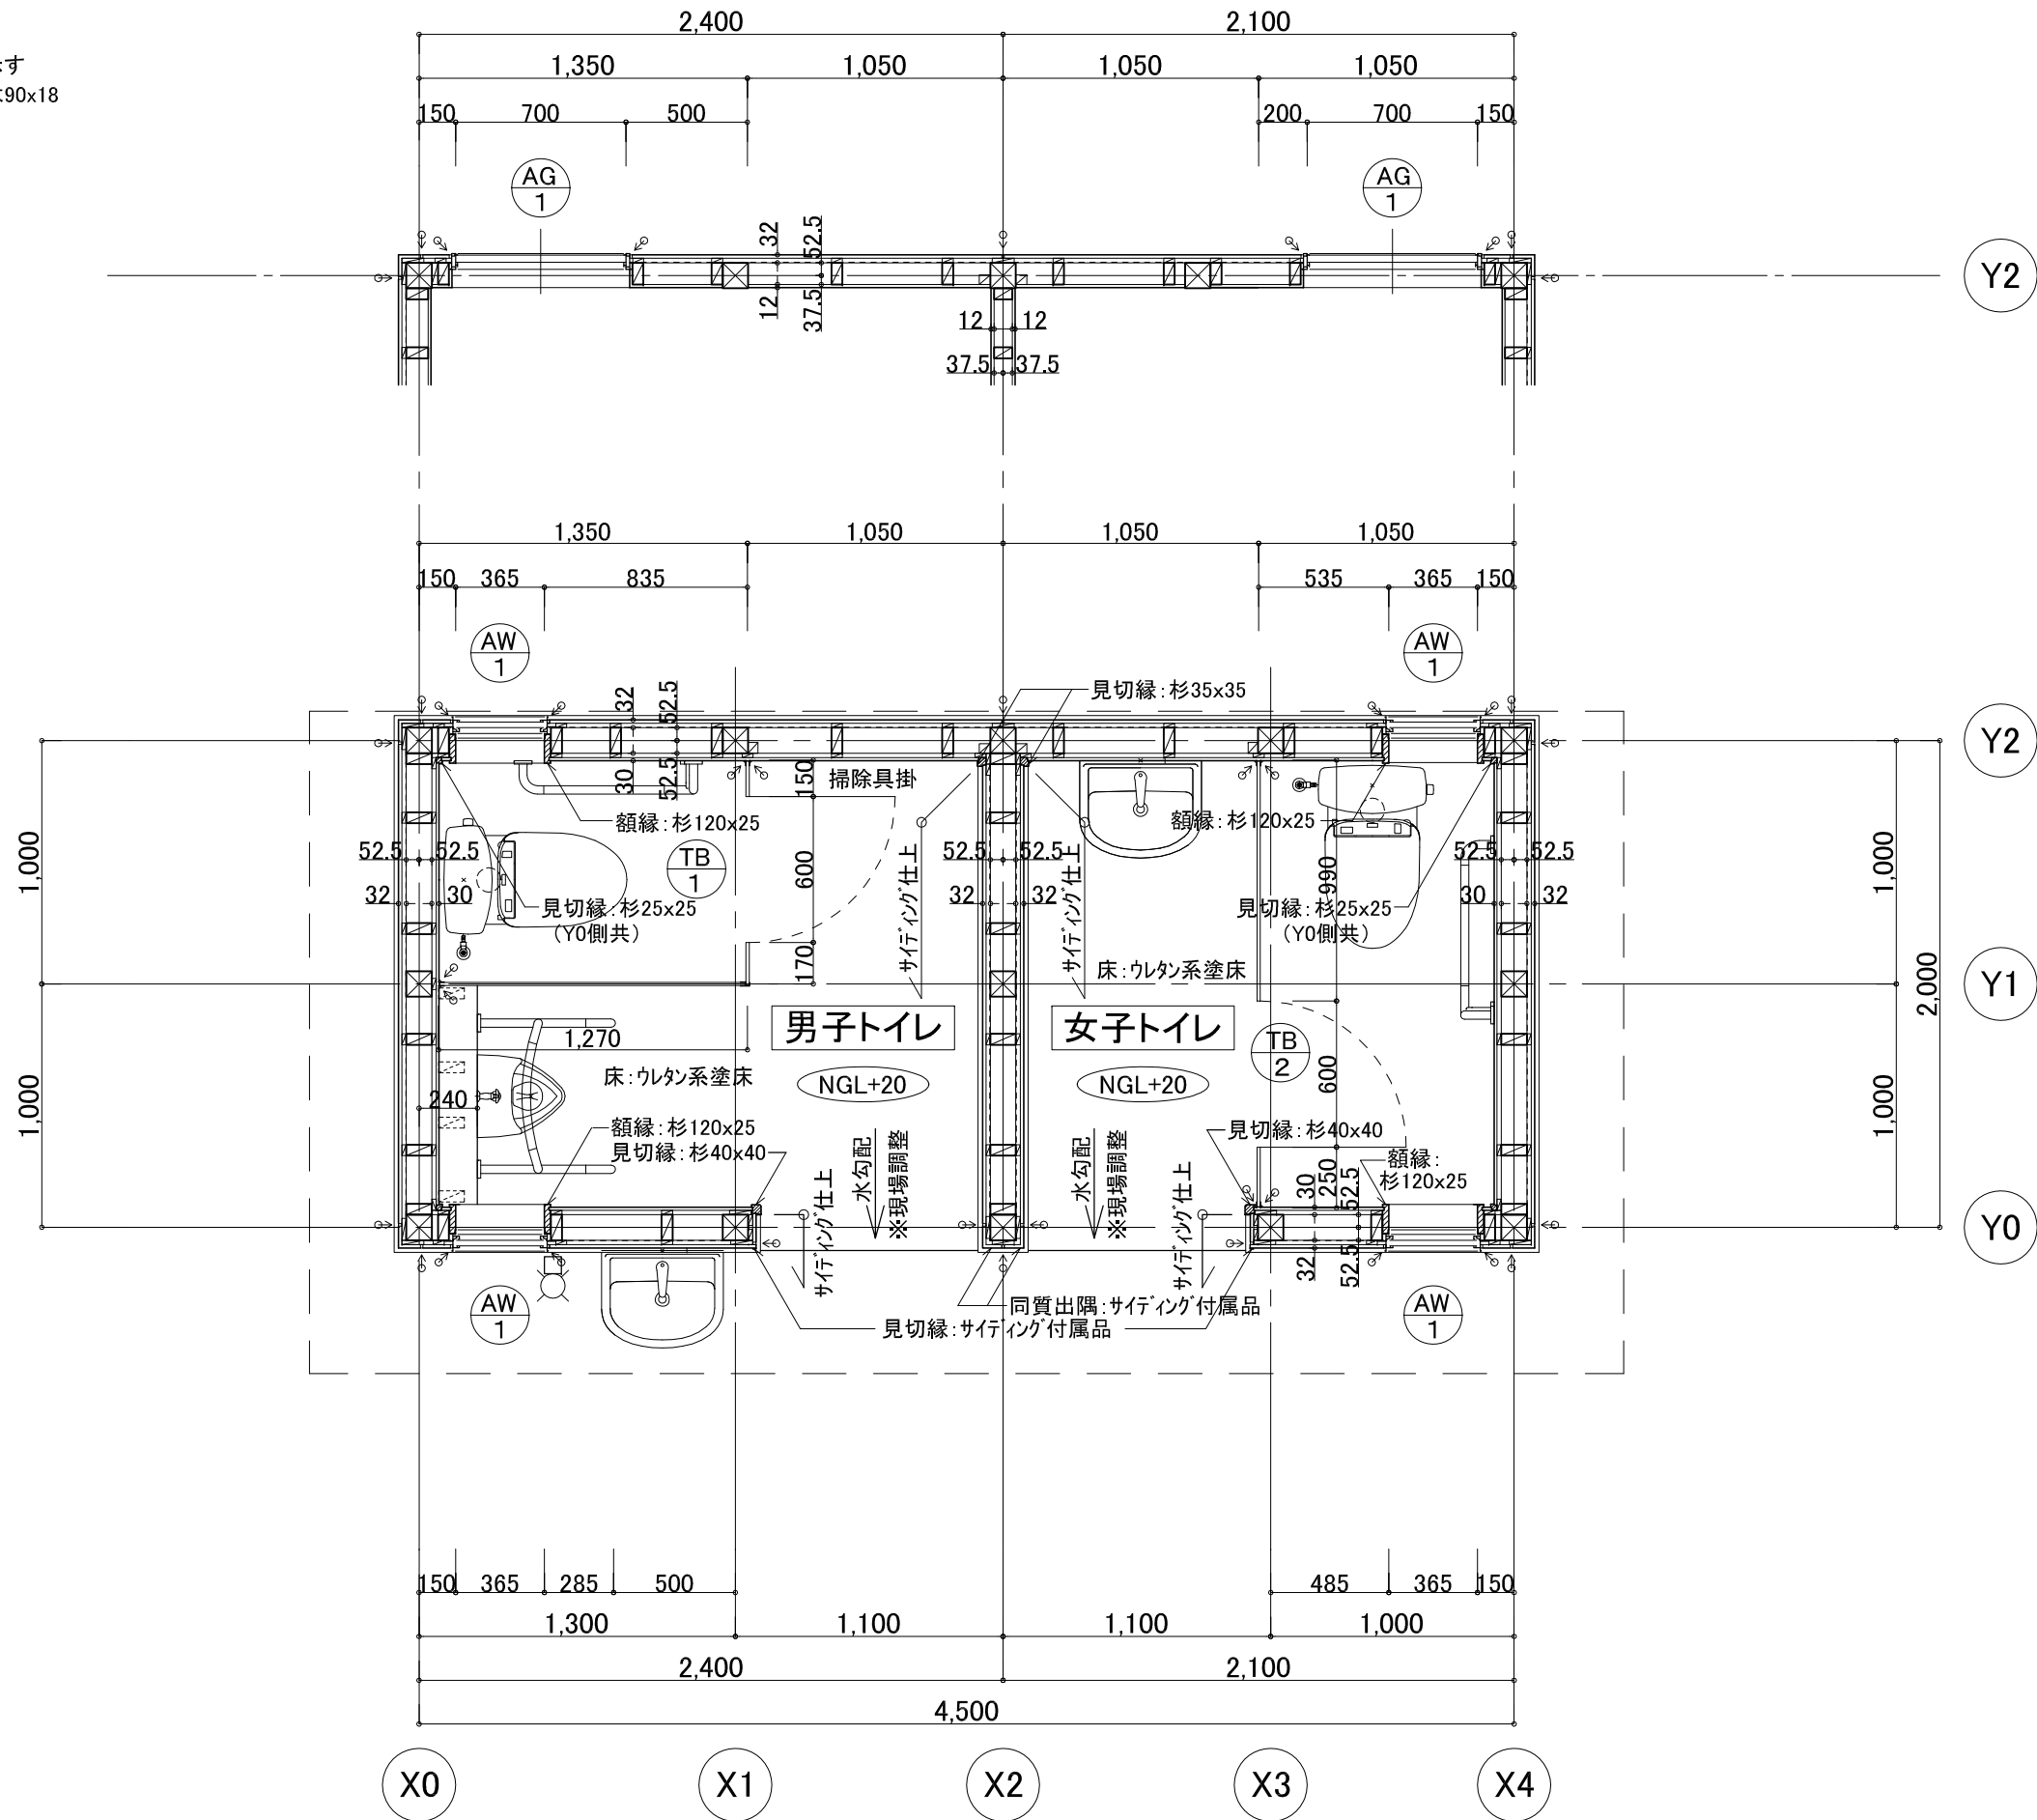 2,400 2,100
す
90x18
1,350 1,050 1,050 1,050
150 700 500 200 700 150
AG
1
AG
1
32 52.5
Y2
12 37.5
12 12
37.5 37.5
1,350 1,050 1,050 1,050
150 365 835 535 365 150
AW
1
AW
1
見切縁:杉35x35
32 52.5
Y2
30 52.5 150
掃除具掛
額縁:杉120x25
額縁:杉120x25
1,000
52.5 52.5
TB
1
600
サイディング仕上
52.5 52.5
サイディング仕上
990
52.5 52.5
1,000
32 30
32 32
30 32
見切縁:杉25x25
(Y0側共)
見切縁:杉25x25
(Y0側共)
170
床:ウレタン系塗床
2,000
Y1
男子トイレ
女子トイレ
1,270
TB
2
床:ウレタン系塗床
NGL+20
NGL+20
600
240
1,000
1,000
額縁:杉120x25
見切縁:杉40x40
水勾配
※現場調整
水勾配
※現場調整
見切縁:杉40x40
額縁:
杉120x25
サイディング仕上
サイディング仕上
30 250 52.5
Y0
32 52.5
AW
1
同質出隅:サイディング付属品
見切縁:サイディング付属品
AW
1
150 365 285 500 485 365 150
1,300 1,100 1,100 1,000
2,400 2,100
4,500
X0 X1 X2 X3 X4